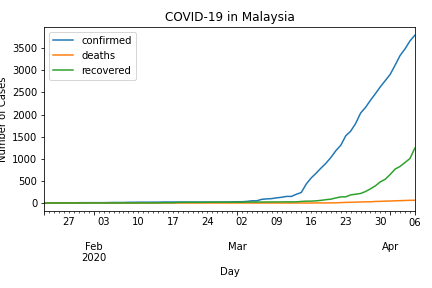 COVID-19 in Malaysia
confirmed
deaths
recovered
3500
3000
2500
2000
1500
1000
500
0
Number of Cases
27 03 10 17 24 02 09 16 23 30 06
Feb Mar Apr
2020
Day